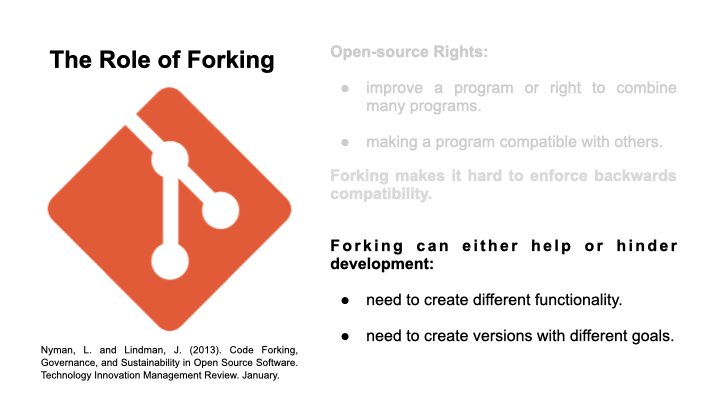 The Role of Forking
Nyman, L. and Lindman, J. (2013). Code Forking,
Governance, and Sustainability in Open Source Software.
Technology Innovation Management Review. January.
Open-source Rights:
● improve a program or right to combine
many programs.
● making a program compatible with others.
Forking makes it hard to enforce backwards
compatibility.
Forking can either help or hinder
development:
● need to create different functionality.
● need to create versions with different goals.